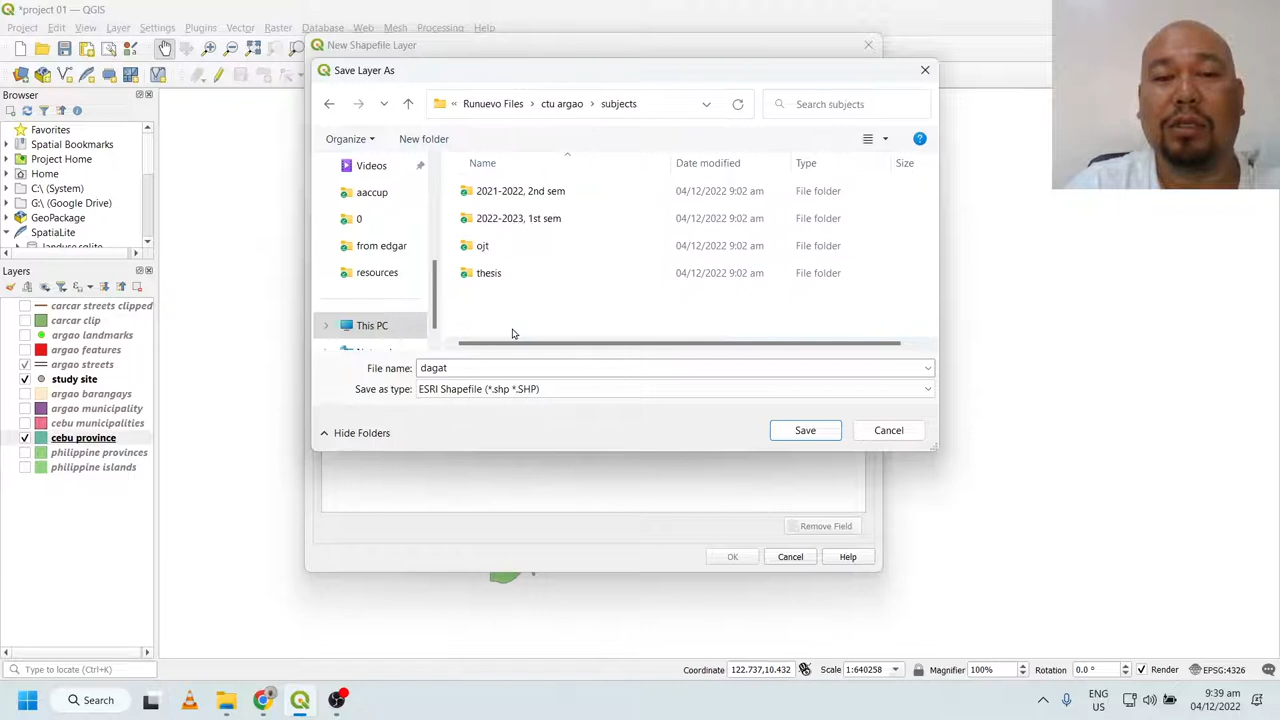 *project 01 — QGIS
Project Edit View Layer Settings Plugins Vector Raster Database Web Mesh Processing Help
New Shapefile Layer
Save Layer As
« Runuevo Files > ctu argao > subjects
Search subjects
Organize New folder
Name Date modified Type Size
Videos
aaccup
0
from edgar
resources
This PC
2021-2022, 2nd sem 04/12/2022 9:02 am File folder
2022-2023, 1st sem 04/12/2022 9:02 am File folder
ojt 04/12/2022 9:02 am File folder
thesis 04/12/2022 9:02 am File folder
File name: dagat
Save as type: ESRI Shapefile (*.shp *.SHP)
Hide Folders
Save Cancel
Remove Field
OK Cancel Help
Browser
Favorites
Spatial Bookmarks
Project Home
Home
C:\ (System)
G:\ (Google Drive)
GeoPackage
SpatiaLite
landuse.sqlite
Layers
carcar streets clipped
carcar clip
argao landmarks
argao features
argao streets
study site
argao barangays
argao municipality
cebu municipalities
cebu province
philippine provinces
philippine islands
Type to locate (Ctrl+K)
Coordinate 122.737,10.432 Scale 1:640258 Magnifier 100% Rotation 0.0 ° Render EPSG:4326
Search
ENG
US
9:39 am
04/12/2022